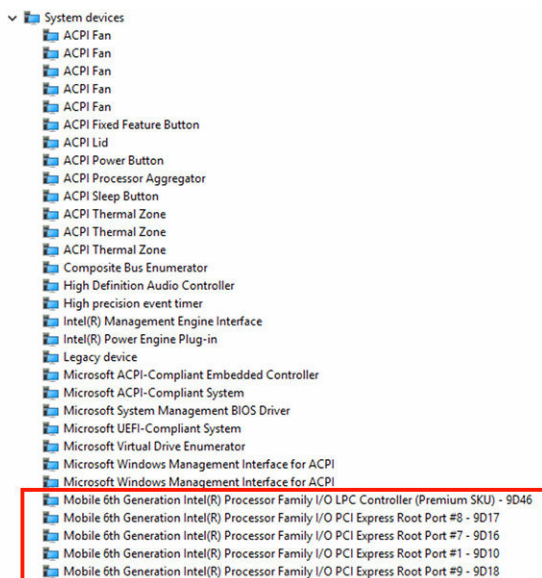 System devices
ACPI Fan
ACPI Fan
ACPI Fan
ACPI Fan
ACPI Fan
ACPI Fixed Feature Button
ACPI Lid
ACPI Power Button
ACPI Processor Aggregator
ACPI Sleep Button
ACPI Thermal Zone
ACPI Thermal Zone
ACPI Thermal Zone
Composite Bus Enumerator
High Definition Audio Controller
High precision event timer
Intel(R) Management Engine Interface
Intel(R) Power Engine Plug-in
Legacy device
Microsoft ACPI-Compliant Embedded Controller
Microsoft ACPI-Compliant System
Microsoft System Management BIOS Driver
Microsoft UEFI-Compliant System
Microsoft Virtual Drive Enumerator
Microsoft Windows Management Interface for ACPI
Microsoft Windows Management Interface for ACPI
Mobile 6th Generation Intel(R) Processor Family I/O LPC Controller (Premium SKU) - 9D46
Mobile 6th Generation Intel(R) Processor Family I/O PCI Express Root Port #8 - 9D17
Mobile 6th Generation Intel(R) Processor Family I/O PCI Express Root Port #7 - 9D16
Mobile 6th Generation Intel(R) Processor Family I/O PCI Express Root Port #1 - 9D10
Mobile 6th Generation Intel(R) Processor Family I/O PCI Express Root Port #9 - 9D18